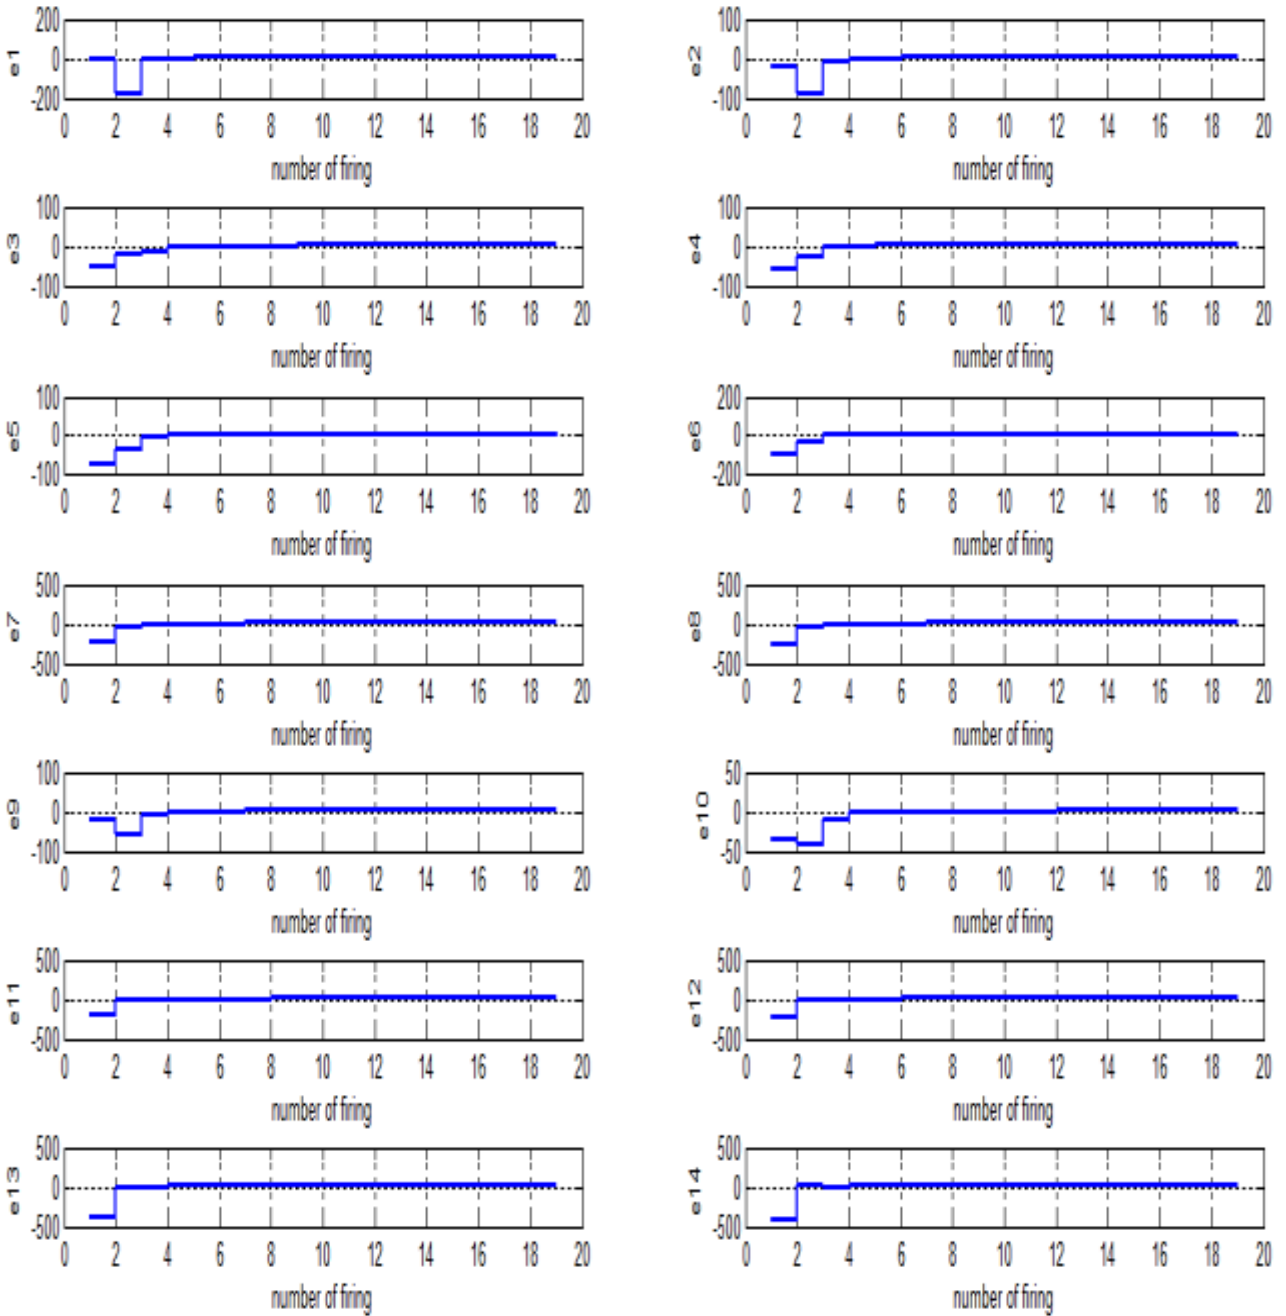 200 100
e1 0 e2 0
-200 -100
0 2 4 6 8 10 12 14 16 18 20 0 2 4 6 8 10 12 14 16 18 20
number of firing number of firing
100 100
e3 0 e4 0
-100 -100
0 2 4 6 8 10 12 14 16 18 20 0 2 4 6 8 10 12 14 16 18 20
number of firing number of firing
100 200
e5 0 e6 0
-100 -200
0 2 4 6 8 10 12 14 16 18 20 0 2 4 6 8 10 12 14 16 18 20
number of firing number of firing
500 500
e7 0 e8 0
-500 -500
0 2 4 6 8 10 12 14 16 18 20 0 2 4 6 8 10 12 14 16 18 20
number of firing number of firing
100 50
e9 0 e10 0
-100 -50
0 2 4 6 8 10 12 14 16 18 20 0 2 4 6 8 10 12 14 16 18 20
number of firing number of firing
500 500
e11 0 e12 0
-500 -500
0 2 4 6 8 10 12 14 16 18 20 0 2 4 6 8 10 12 14 16 18 20
number of firing number of firing
500 500
e13 0 e14 0
-500 -500
0 2 4 6 8 10 12 14 16 18 20 0 2 4 6 8 10 12 14 16 18 20
number of firing number of firing